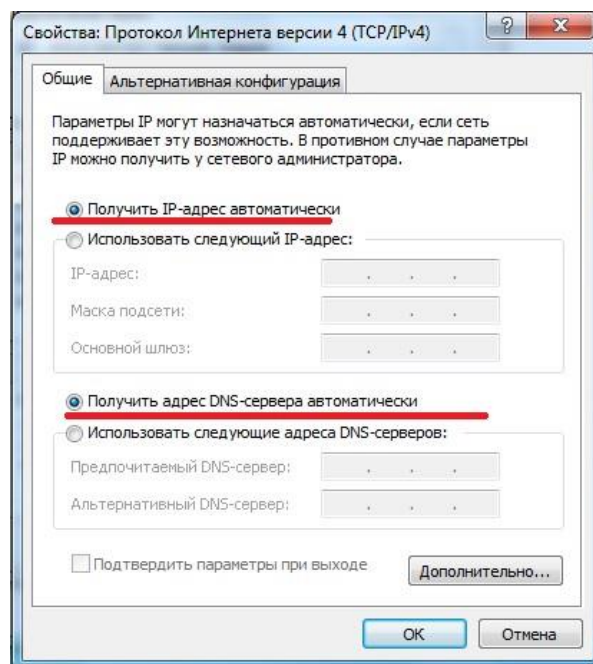 Свойства: Протокол Интернета версии 4 (TCP/IPv4)
?
Общие
Альтернативная конфигурация
Параметры IP могут назначаться автоматически, если сеть
поддерживает эту возможность. В противном случае параметры
IP можно получить у сетевого администратора.
Получить IP-адрес автоматически
Использовать следующий IP-адрес:
IP-адрес:
Маска подсети:
Основной шлюз:
Получить адрес DNS-сервера автоматически
Использовать следующие адреса DNS-серверов:
Предпочитаемый DNS-сервер:
Альтернативный DNS-сервер:
Подтвердить параметры при выходе
Дополнительно...
ОК
Отмена